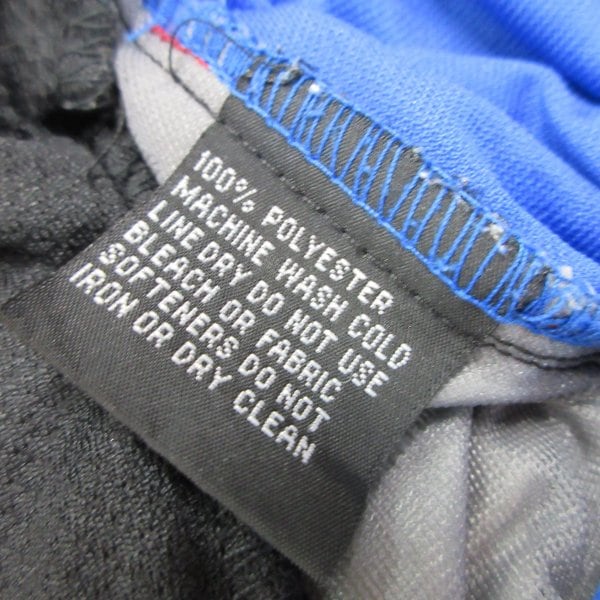 100% POLYESTER
MACHINE WASH COLD
LINE DRY DO NOT USE
BLEACH OR FABRIC
SOFTENERS DO NOT
IRON OR DRY CLEAN